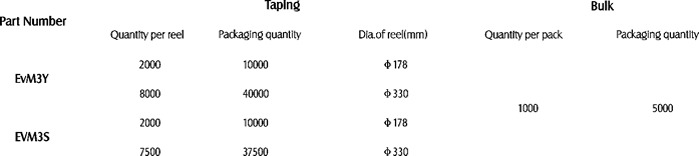 Part Number Taping Bulk
Quantity per reel Packaging quantity Dia.of reel(mm) Quantity per pack Packaging quantity
EvM3Y 2000 10000 Φ178
8000 40000 Φ330
1000 5000
EVM3S 2000 10000 Φ178
7500 37500 Φ330